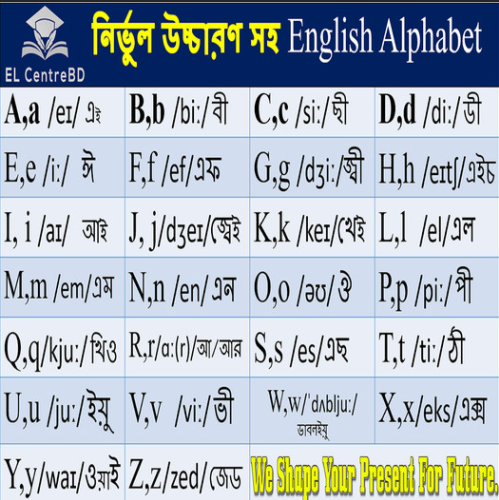 নির্ভুল উচ্চারণ সহ English Alphabet
EL CentreBD
A,a /eɪ/ এই B,b /bi:/ বী C,c /si:/ছী D,d /di:/ ডী
E,e /i:/ ঈ F,f /ef/এফ G,g /dʒi:/জ্বী H,h /eɪtʃ/এইচ
I, i /aɪ/ আই J, j/dʒeɪ/জ্বেই K,k /keɪ/খেই L,l /el/এল
M,m /em/এম N,n /en/ এন O,o /əʊ/ ঔ P,p /pi:/ পী
Q,q/kju:/খিও R,r/ɑ:(r)/আ/আর S,s /es/এছ T,t /ti:/ ঠী
U,u /ju:/ইয়ু V,v /vi:/ ভী W,w/ˈdʌblju:/ X,x/eks/এক্স
ডাবলইয়ু
Y,y/waɪ/ওয়াই Z,z/zed/জেড We Shape Your Present For Future.